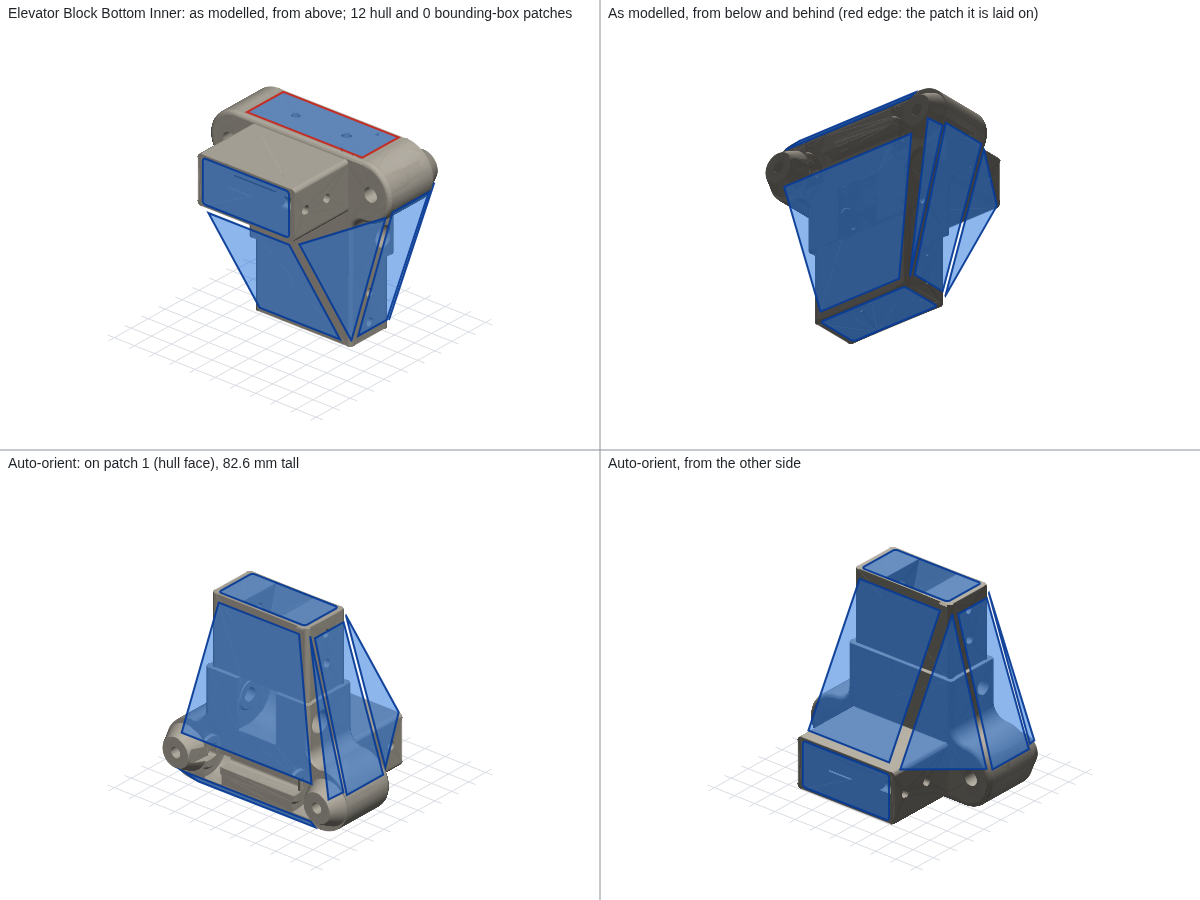 Elevator Block Bottom Inner: as modelled, from above; 12 hull and 0 bounding-box patches
As modelled, from below and behind (red edge: the patch it is laid on)
Auto-orient: on patch 1 (hull face), 82.6 mm tall
Auto-orient, from the other side